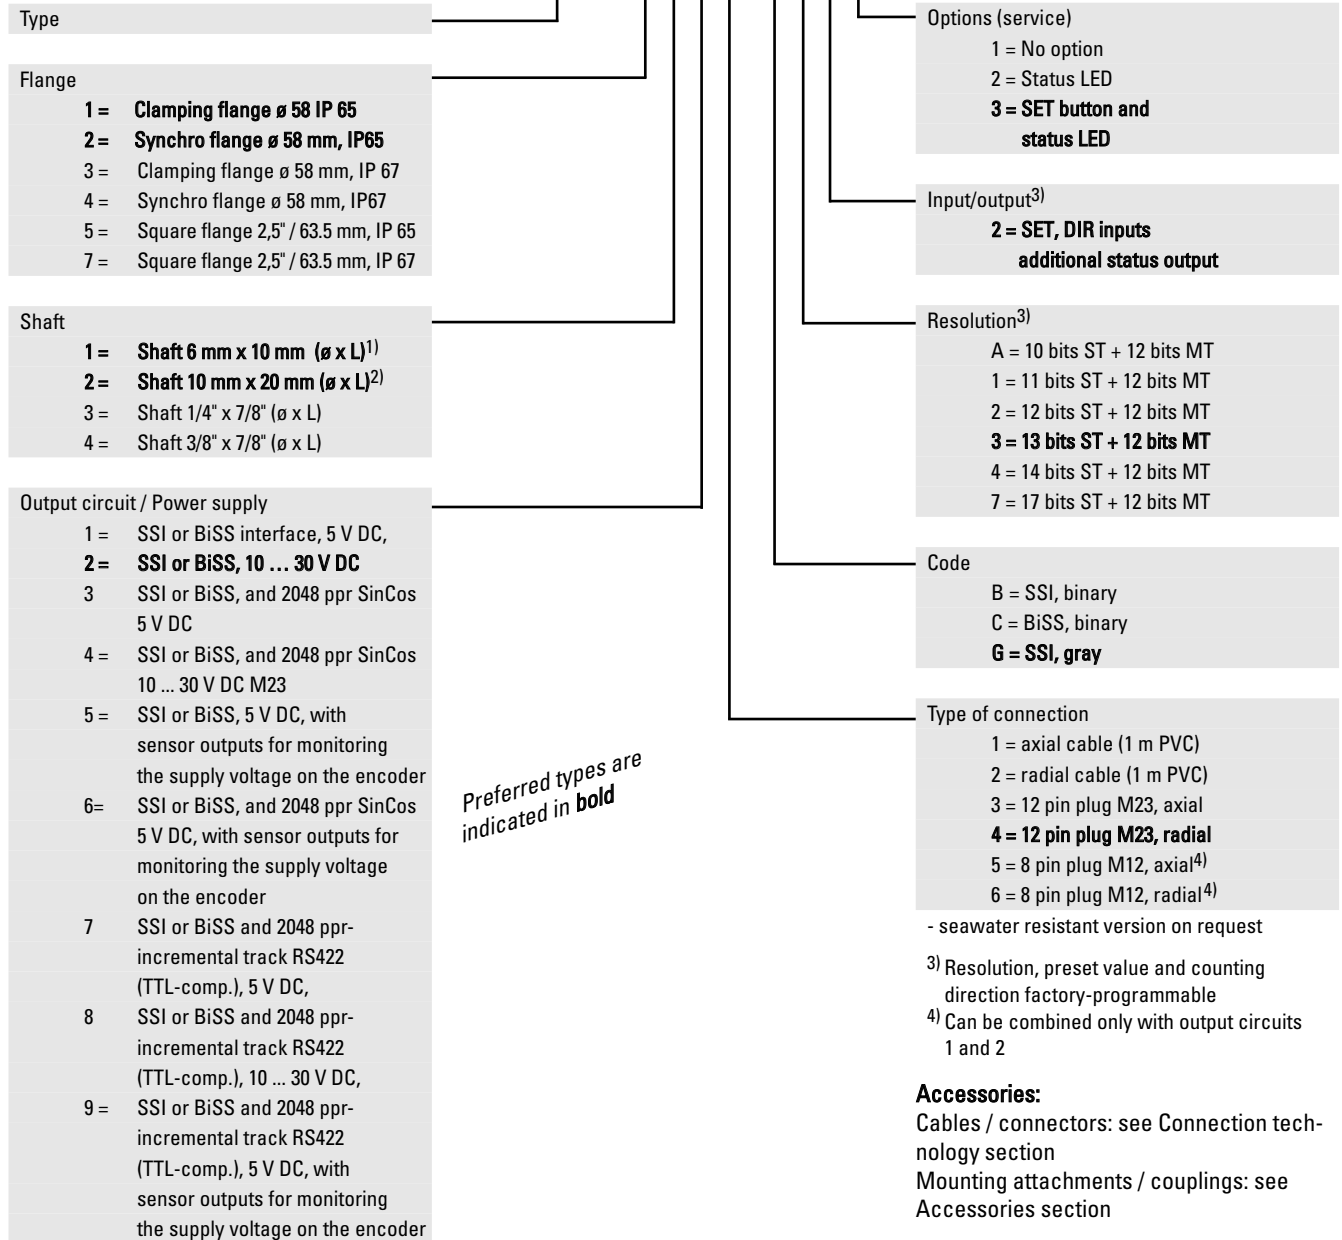 Type
Flange
1 = Clamping flange ø 58 IP 65
2 = Synchro flange ø 58 mm, IP65
3 = Clamping flange ø 58 mm, IP 67
4 = Synchro flange ø 58 mm, IP67
5 = Square flange 2,5" / 63.5 mm, IP 65
7 = Square flange 2,5" / 63.5 mm, IP 67
Shaft
1 = Shaft 6 mm x 10 mm (ø x L)1)
2 = Shaft 10 mm x 20 mm (ø x L)2)
3 = Shaft 1/4" x 7/8" (ø x L)
4 = Shaft 3/8" x 7/8" (ø x L)
Output circuit / Power supply
1 = SSI or BiSS interface, 5 V DC,
2 = SSI or BiSS, 10 … 30 V DC
3 SSI or BiSS, and 2048 ppr SinCos
5 V DC
4 = SSI or BiSS, and 2048 ppr SinCos
10 ... 30 V DC M23
5 = SSI or BiSS, 5 V DC, with
sensor outputs for monitoring
the supply voltage on the encoder
6= SSI or BiSS, and 2048 ppr SinCos
5 V DC, with sensor outputs for
monitoring the supply voltage
on the encoder
7 SSI or BiSS and 2048 ppr-
incremental track RS422
(TTL-comp.), 5 V DC,
8 SSI or BiSS and 2048 ppr-
incremental track RS422
(TTL-comp.), 10 ... 30 V DC,
9 = SSI or BiSS and 2048 ppr-
incremental track RS422
(TTL-comp.), 5 V DC, with
sensor outputs for monitoring
the supply voltage on the encoder
Preferred types are
indicated in bold
Options (service)
1 = No option
2 = Status LED
3 = SET button and
status LED
Input/output3)
2 = SET, DIR inputs
additional status output
Resolution3)
A = 10 bits ST + 12 bits MT
1 = 11 bits ST + 12 bits MT
2 = 12 bits ST + 12 bits MT
3 = 13 bits ST + 12 bits MT
4 = 14 bits ST + 12 bits MT
7 = 17 bits ST + 12 bits MT
Code
B = SSI, binary
C = BiSS, binary
G = SSI, gray
Type of connection
1 = axial cable (1 m PVC)
2 = radial cable (1 m PVC)
3 = 12 pin plug M23, axial
4 = 12 pin plug M23, radial
5 = 8 pin plug M12, axial4)
6 = 8 pin plug M12, radial4)
- seawater resistant version on request
3) Resolution, preset value and counting
direction factory-programmable
4) Can be combined only with output circuits
1 and 2
Accessories:
Cables / connectors: see Connection tech-
nology section
Mounting attachments / couplings: see
Accessories section